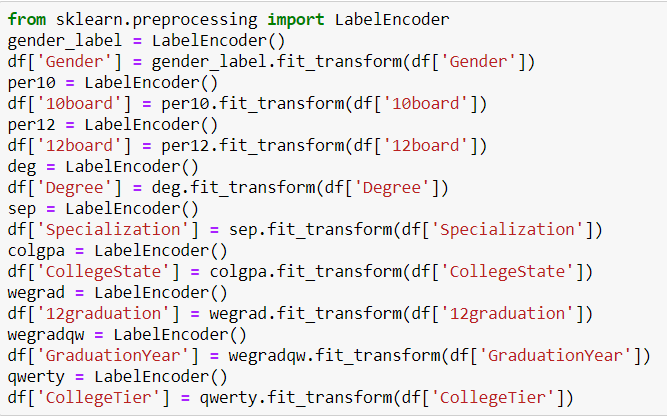 from sklearn.preprocessing import LabelEncoder
gender_label = LabelEncoder()
df['Gender'] = gender_label.fit_transform(df['Gender'])
per10 = LabelEncoder()
df['10board'] = per10.fit_transform(df['10board'])
per12 = LabelEncoder()
df['12board'] = per12.fit_transform(df['12board'])
deg = LabelEncoder()
df['Degree'] = deg.fit_transform(df['Degree'])
sep = LabelEncoder()
df['Specialization'] = sep.fit_transform(df['Specialization'])
colgpa = LabelEncoder()
df['CollegeState'] = colgpa.fit_transform(df['CollegeState'])
wegrad = LabelEncoder()
df['12graduation'] = wegrad.fit_transform(df['12graduation'])
wegradqw = LabelEncoder()
df['GraduationYear'] = wegradqw.fit_transform(df['GraduationYear'])
qwerty = LabelEncoder()
df['CollegeTier'] = qwerty.fit_transform(df['CollegeTier'])